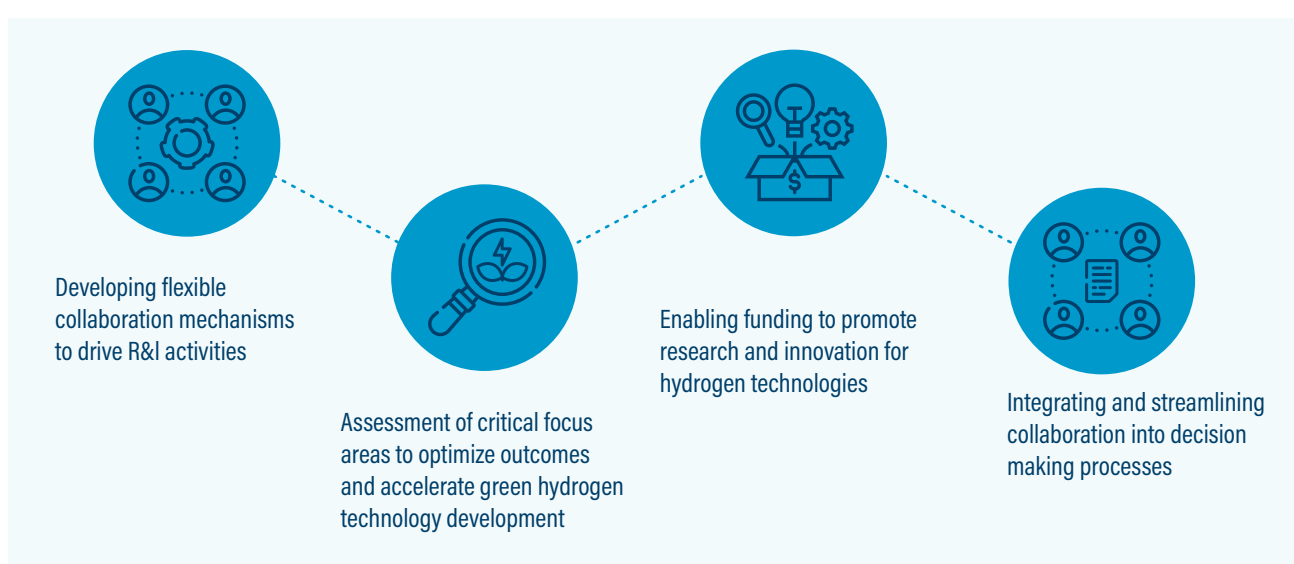 Developing flexible
collaboration mechanisms
to drive R&I activities
Assessment of critical focus
areas to optimize outcomes
and accelerate green hydrogen
technology development
$
Enabling funding to promote
research and innovation for
hydrogen technologies
Integrating and streamlining
collaboration into decision
making processes